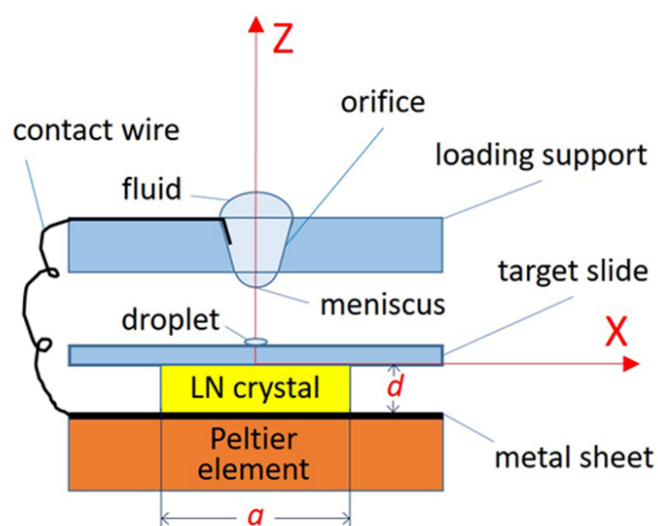 Z
orifice
contact wire
loading support
fluid
target slide
meniscus
droplet
X
LN crystal
d
Peltier
element
metal sheet
a